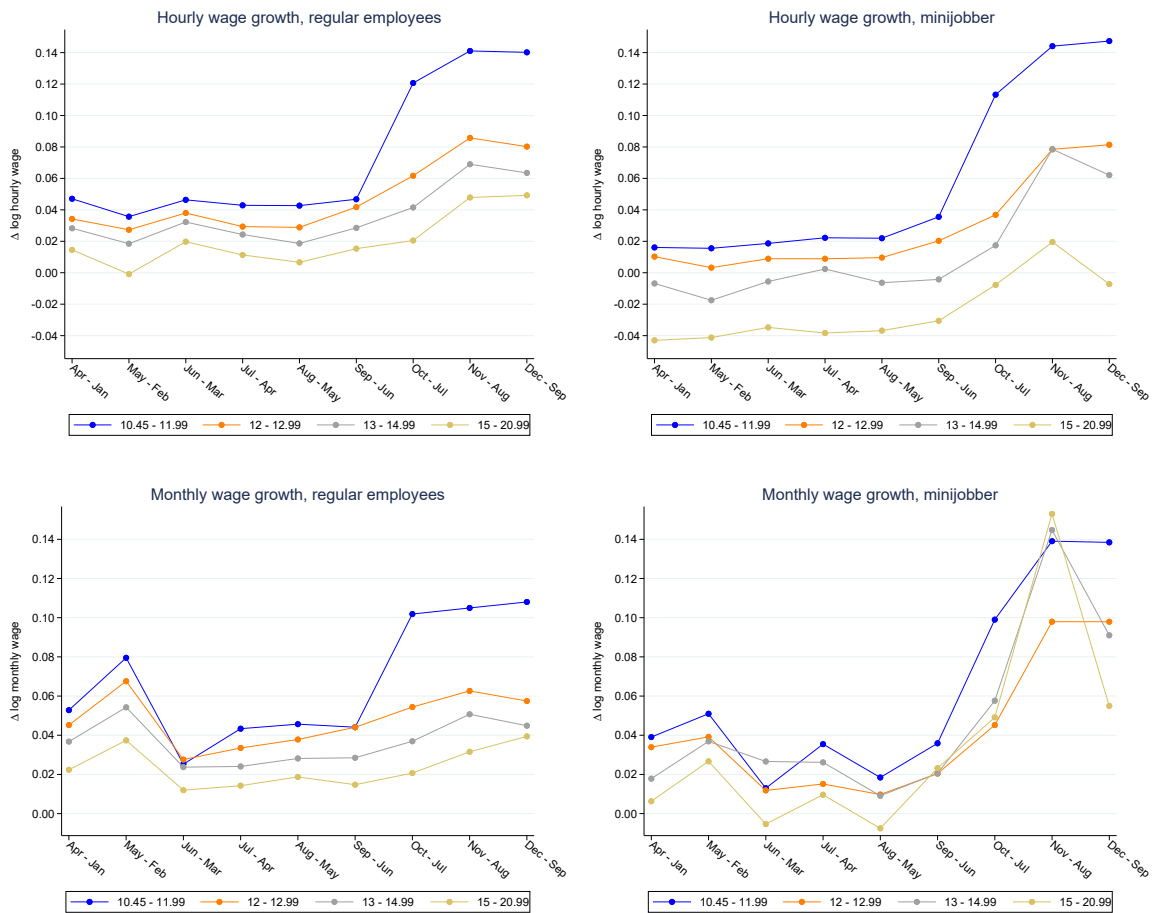 Hourly wage growth, regular employees
Δ log hourly wage
0.14
0.12
0.10
0.08
0.06
0.04
0.02
0.00
-0.02
-0.04
Apr - Jan
May - Feb
Jun - Mar
Jul - Apr
Aug - May
Sep - Jun
Oct - Jul
Nov - Aug
Dec - Sep
10.45 - 11.99 12 - 12.99 13 - 14.99 15 - 20.99
Hourly wage growth, minijobber
Δ log hourly wage
0.14
0.12
0.10
0.08
0.06
0.04
0.02
0.00
-0.02
-0.04
Apr - Jan
May - Feb
Jun - Mar
Jul - Apr
Aug - May
Sep - Jun
Oct - Jul
Nov - Aug
Dec - Sep
10.45 - 11.99 12 - 12.99 13 - 14.99 15 - 20.99
Monthly wage growth, regular employees
Δ log monthly wage
0.14
0.12
0.10
0.08
0.06
0.04
0.02
0.00
Apr - Jan
May - Feb
Jun - Mar
Jul - Apr
Aug - May
Sep - Jun
Oct - Jul
Nov - Aug
Dec - Sep
10.45 - 11.99 12 - 12.99 13 - 14.99 15 - 20.99
Monthly wage growth, minijobber
Δ log monthly wage
0.14
0.12
0.10
0.08
0.06
0.04
0.02
0.00
Apr - Jan
May - Feb
Jun - Mar
Jul - Apr
Aug - May
Sep - Jun
Oct - Jul
Nov - Aug
Dec - Sep
10.45 - 11.99 12 - 12.99 13 - 14.99 15 - 20.99